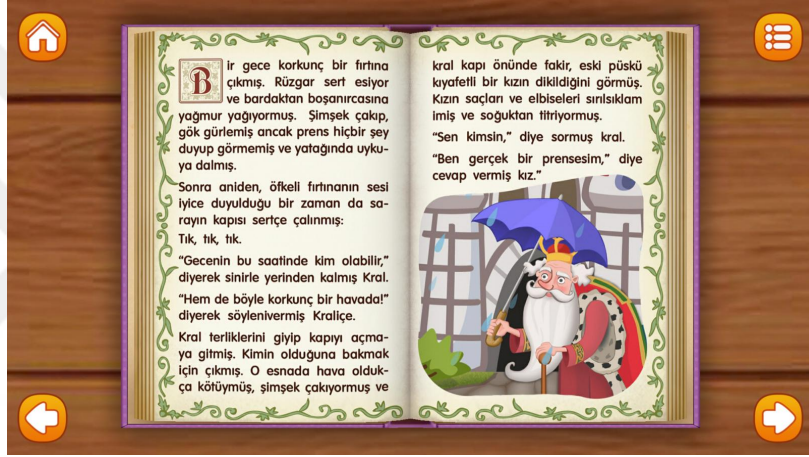 Bir gece korkunç bir fırtına
çıkmış. Rüzgar sert esiyor
ve bardaktan boşanırcasına
yağmur yağıyormuş. Şimşek çakıp,
gök gürlemiş ancak prens hiçbir şey
duyup görmemiş ve yatağında uyku-
ya dalmış.
Sonra aniden, öfkeli fırtınanın sesi
iyice duyulduğu bir zaman da sa-
rayın kapısı sertçe çalınmış:
Tık, tık, tık.
“Gecenin bu saatinde kim olabilir,”
diyerek sinirle yerinden kalmış Kral.
“Hem de böyle korkunç bir havada!”
diyerek söylenivermiş Kraliçe.
Kral terliklerini giyip kapıyı açma-
ya gitmiş. Kimin olduğuna bakmak
için çıkmış. O esnada hava olduk-
ça kötüymüş, şimşek çakıyormuş ve
kral kapı önünde fakir, eski püskü
kıyafetli bir kızın dikildiğini görmüş.
Kızın saçları ve elbiseleri sırılsıklam
imiş ve soğuktan titriyormuş.
“Sen kimsin,” diye sormuş kral.
“Ben gerçek bir prensesim,” diye
cevap vermiş kız.”